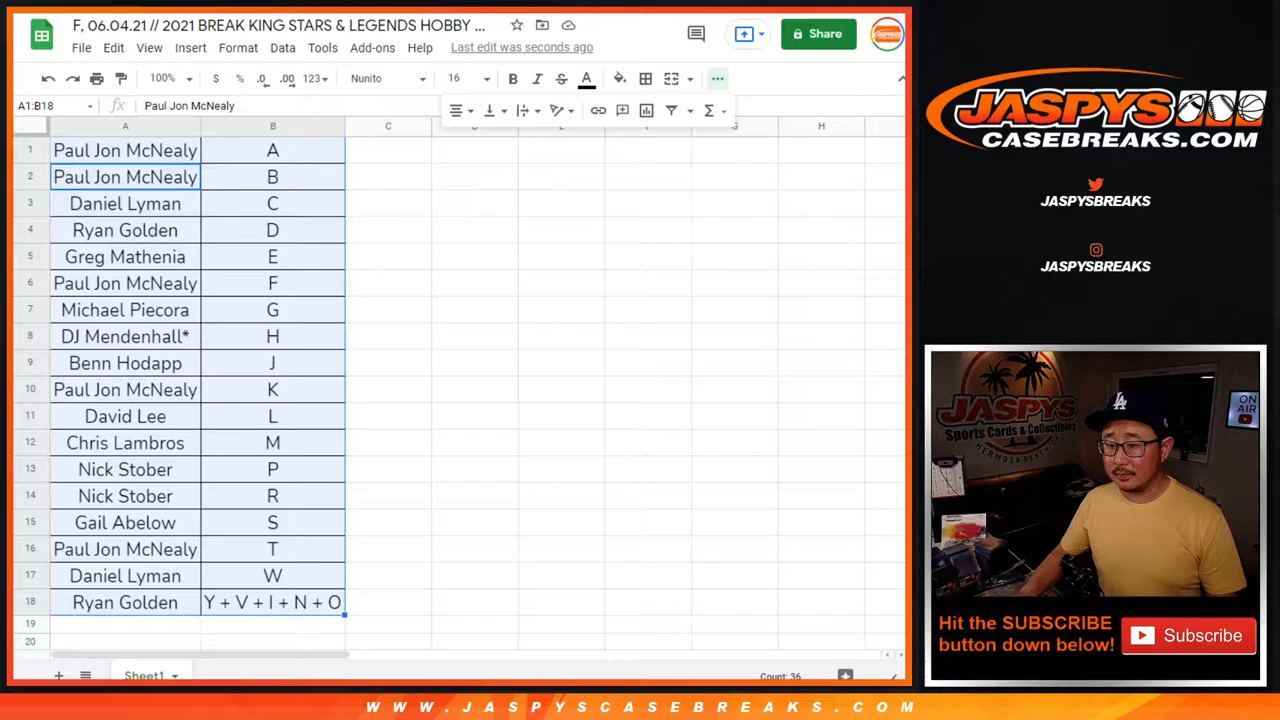 F, 06.04.21 // 2021 BREAK KING STARS & LEGENDS HOBBY ...
File Edit View Insert Format Data Tools Add-ons Help Last edit was seconds ago
Share
100% $ % .0 .00 123 Nunito 16 B I S A
A1:B18 fx Paul Jon McNealy
A B C D E F G H
1 Paul Jon McNealy A
2 Paul Jon McNealy B
3 Daniel Lyman C
4 Ryan Golden D
5 Greg Mathenia E
6 Paul Jon McNealy F
7 Michael Piecora G
8 DJ Mendenhall* H
9 Benn Hodapp J
10 Paul Jon McNealy K
11 David Lee L
12 Chris Lambros M
13 Nick Stober P
14 Nick Stober R
15 Gail Abelow S
16 Paul Jon McNealy T
17 Daniel Lyman W
18 Ryan Golden Y + V + I + N + O
19
20
Sheet1
Count: 36
JASPYS
CASEBREAKS.COM
JASPYSBREAKS
JASPYSBREAKS
JASPYS
Sports Cards & Collectibles
HERMOSA BEACH
ON
AIR
LA
Hit the SUBSCRIBE
button down below!
Subscribe
WWW.JASPYSCASEBREAKS.COM